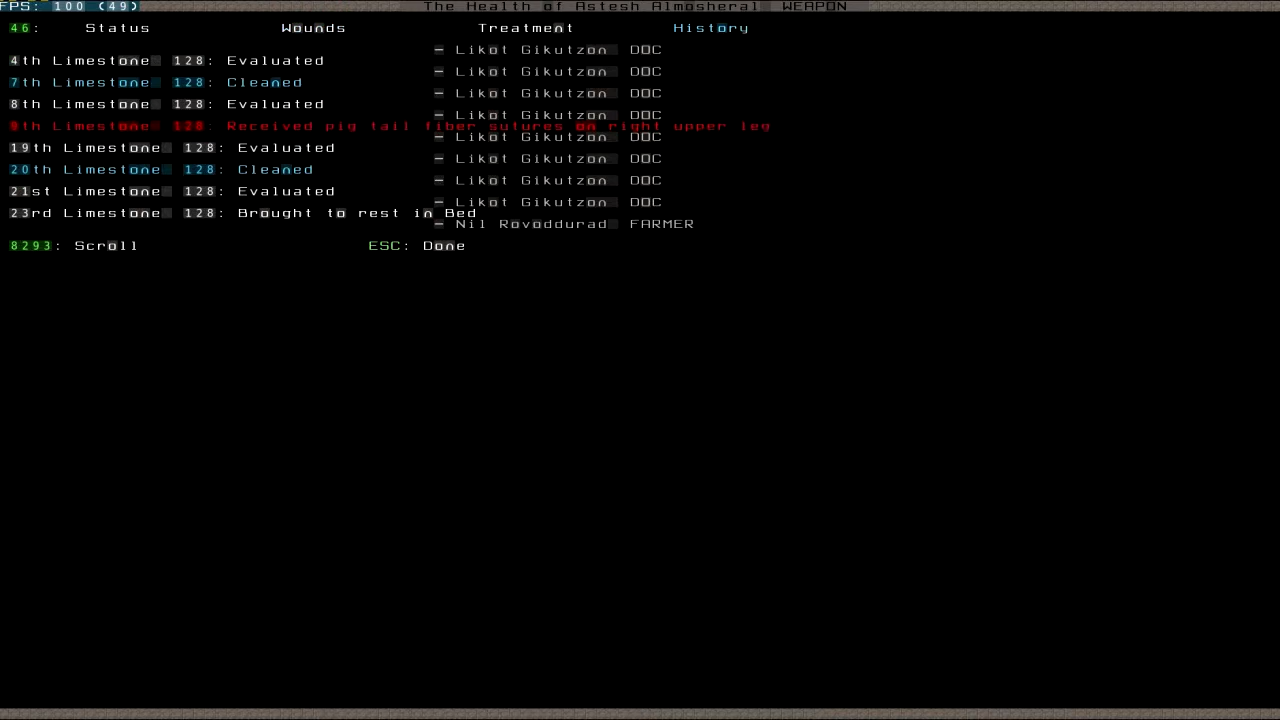 FPS: 100 (49)
The Health of Astesh Almosheral WEAPON
46: Status Wounds Treatment History
– Likot Gikutzon DOC
4th Limestone 128: Evaluated
– Likot Gikutzon DOC
7th Limestone 128: Cleaned
– Likot Gikutzon DOC
8th Limestone 128: Evaluated
– Likot Gikutzon DOC
Limestone 128: Received pig tail fiber sutures on right upper leg
– Likot Gikutzon DOC
19th Limestone 128: Evaluated
– Likot Gikutzon DOC
20th Limestone 128: Cleaned
– Likot Gikutzon DOC
21st Limestone 128: Evaluated
– Likot Gikutzon DOC
23rd Limestone 128: Brought to rest in Bed
– Nil Rovoddurad FARMER
8293: Scroll ESC: Done